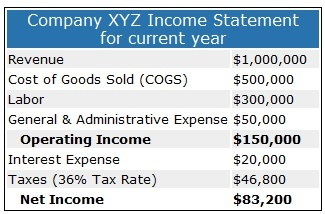 Company XYZ Income Statement
for current year
Revenue $1,000,000
Cost of Goods Sold (COGS) $500,000
Labor $300,000
General & Administrative Expense $50,000
Operating Income $150,000
Interest Expense $20,000
Taxes (36% Tax Rate) $46,800
Net Income $83,200